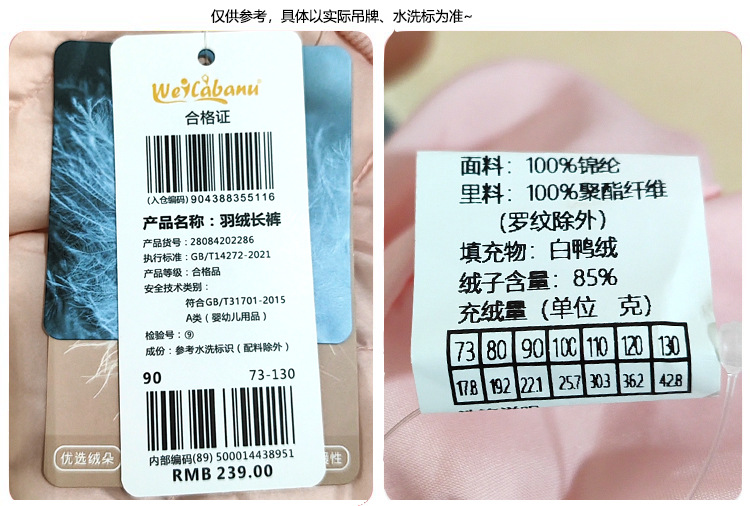 仅供参考，具体以实际吊牌、水洗标为准~
WeiLabanu
合格证
(入仓编码)904388355116
产品名称：羽绒长裤
产品货号：28084202286
执行标准：GB/T14272-2021
产品等级：合格品
安全技术类别：
符合GB/T31701-2015
A类（婴幼儿用品）
检验号：⑨
成份：参考水洗标识（配料除外）
90 73-130
内部编码(89) 500014438951
RMB 239.00
优选绒朵
面料：100%锦纶
里料：100%聚酯纤维
（罗纹除外）
填充物：白鸭绒
绒子含量：85%
充绒量（单位 克）
73 80 90 100 110 120 130
17.8 19.2 22.1 25.7 30.3 36.2 42.8